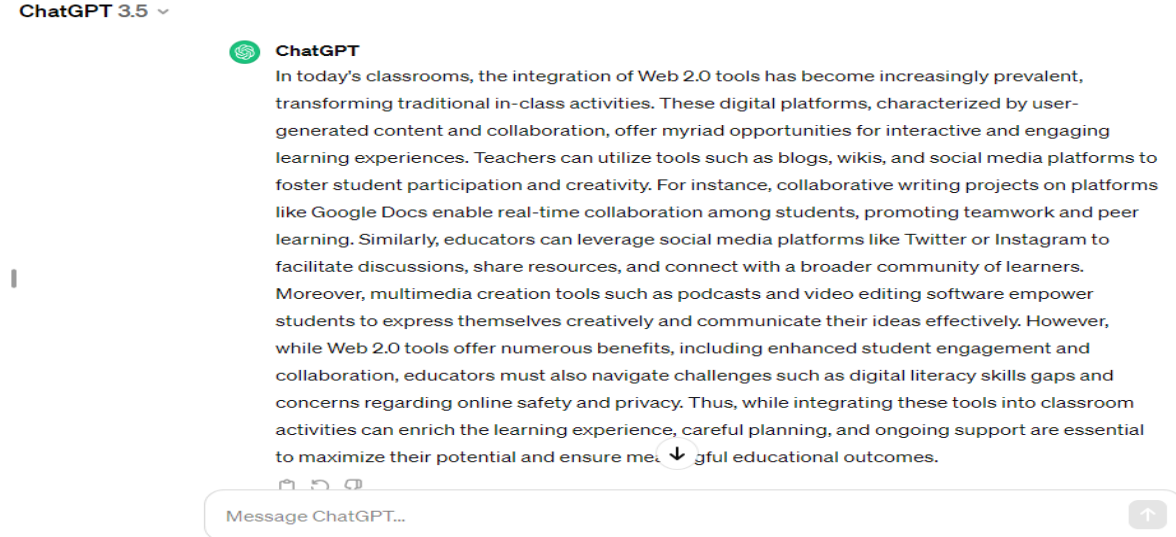 ChatGPT 3.5
ChatGPT
In today's classrooms, the integration of Web 2.0 tools has become increasingly prevalent,
transforming traditional in-class activities. These digital platforms, characterized by user-
generated content and collaboration, offer myriad opportunities for interactive and engaging
learning experiences. Teachers can utilize tools such as blogs, wikis, and social media platforms to
foster student participation and creativity. For instance, collaborative writing projects on platforms
like Google Docs enable real-time collaboration among students, promoting teamwork and peer
learning. Similarly, educators can leverage social media platforms like Twitter or Instagram to
facilitate discussions, share resources, and connect with a broader community of learners.
Moreover, multimedia creation tools such as podcasts and video editing software empower
students to express themselves creatively and communicate their ideas effectively. However,
while Web 2.0 tools offer numerous benefits, including enhanced student engagement and
collaboration, educators must also navigate challenges such as digital literacy skills gaps and
concerns regarding online safety and privacy. Thus, while integrating these tools into classroom
activities can enrich the learning experience, careful planning, and ongoing support are essential
to maximize their potential and ensure educational outcomes.
Message ChatGPT...